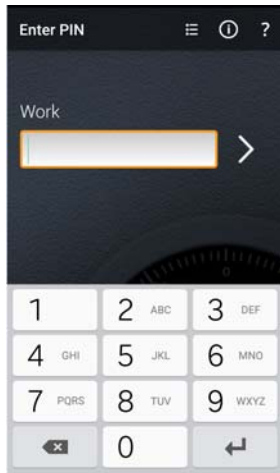 Enter PIN ?
Work
1 2 ABC 3 DEF
4 GHI 5 JKL 6 MNO
7 PQRS 8 TUV 9 WXYZ
0
0